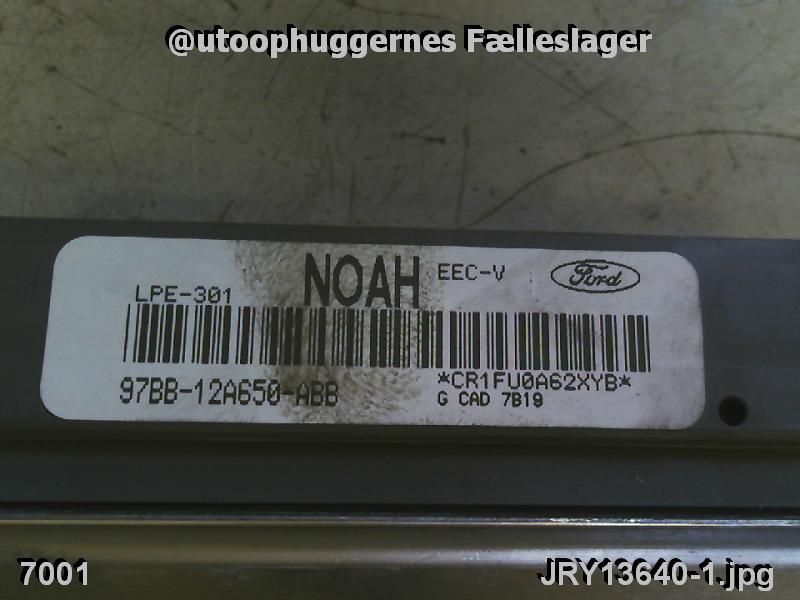 @utoophuggernes Fælleslager
NOAH EEC-V Ford
LPE-301
97BB-12A650-ABB *CR1FU0A62XYB*
G CAD 7B19
7001 JRY13640-1.jpg